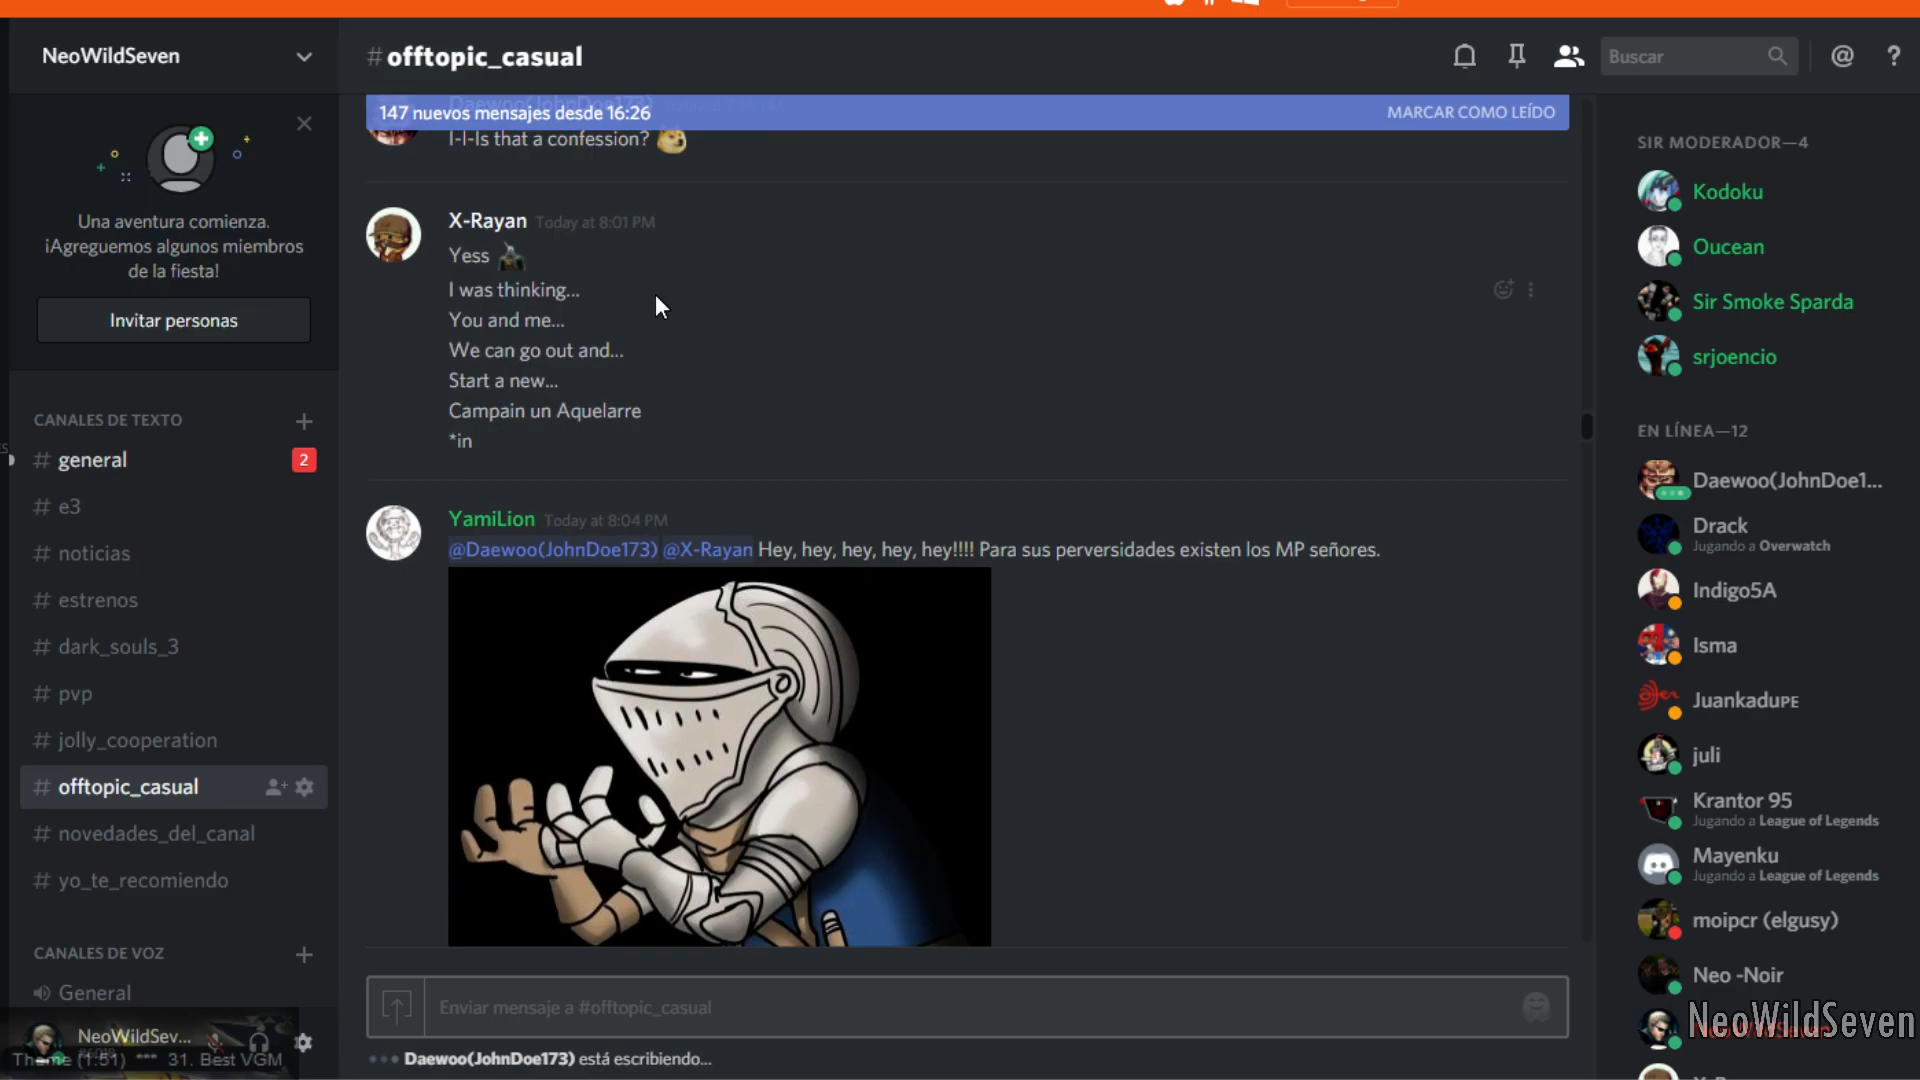 NeoWildSeven
#offtopic_casual
Buscar
@
?
147 nuevos mensajes desde 16:26
MARCAR COMO LEÍDO
I-I-Is that a confession?
Una aventura comienza.
¡Agreguemos algunos miembros
de la fiesta!
Invitar personas
X-Rayan Today at 8:01 PM
Yess
I was thinking...
You and me...
We can go out and...
Start a new...
Campain un Aquelarre
*in
YamiLion Today at 8:04 PM
@Daewoo(JohnDoe173) @X-Rayan Hey, hey, hey, hey, hey!!!! Para sus perversidades existen los MP señores.
Enviar mensaje a #offtopic_casual
Daewoo(JohnDoe173) está escribiendo...
CANALES DE TEXTO
# general
2
# e3
# noticias
# estrenos
# dark_souls_3
# pvp
# jolly_cooperation
# offtopic_casual
# novedades_del_canal
# yo_te_recomiendo
CANALES DE VOZ
General
NeoWildSev...
Theme (1:51) *** 31. Best VGM
SIR MODERADOR—4
Kodoku
Oucean
Sir Smoke Sparda
srjoencio
EN LÍNEA—12
Daewoo(JohnDoe1...
Drack
Jugando a Overwatch
Indigo5A
Isma
JuankaduPE
juli
Krantor 95
Jugando a League of Legends
Mayenku
Jugando a League of Legends
moipcr (elgusy)
Neo -Noir
NeoWildSeven